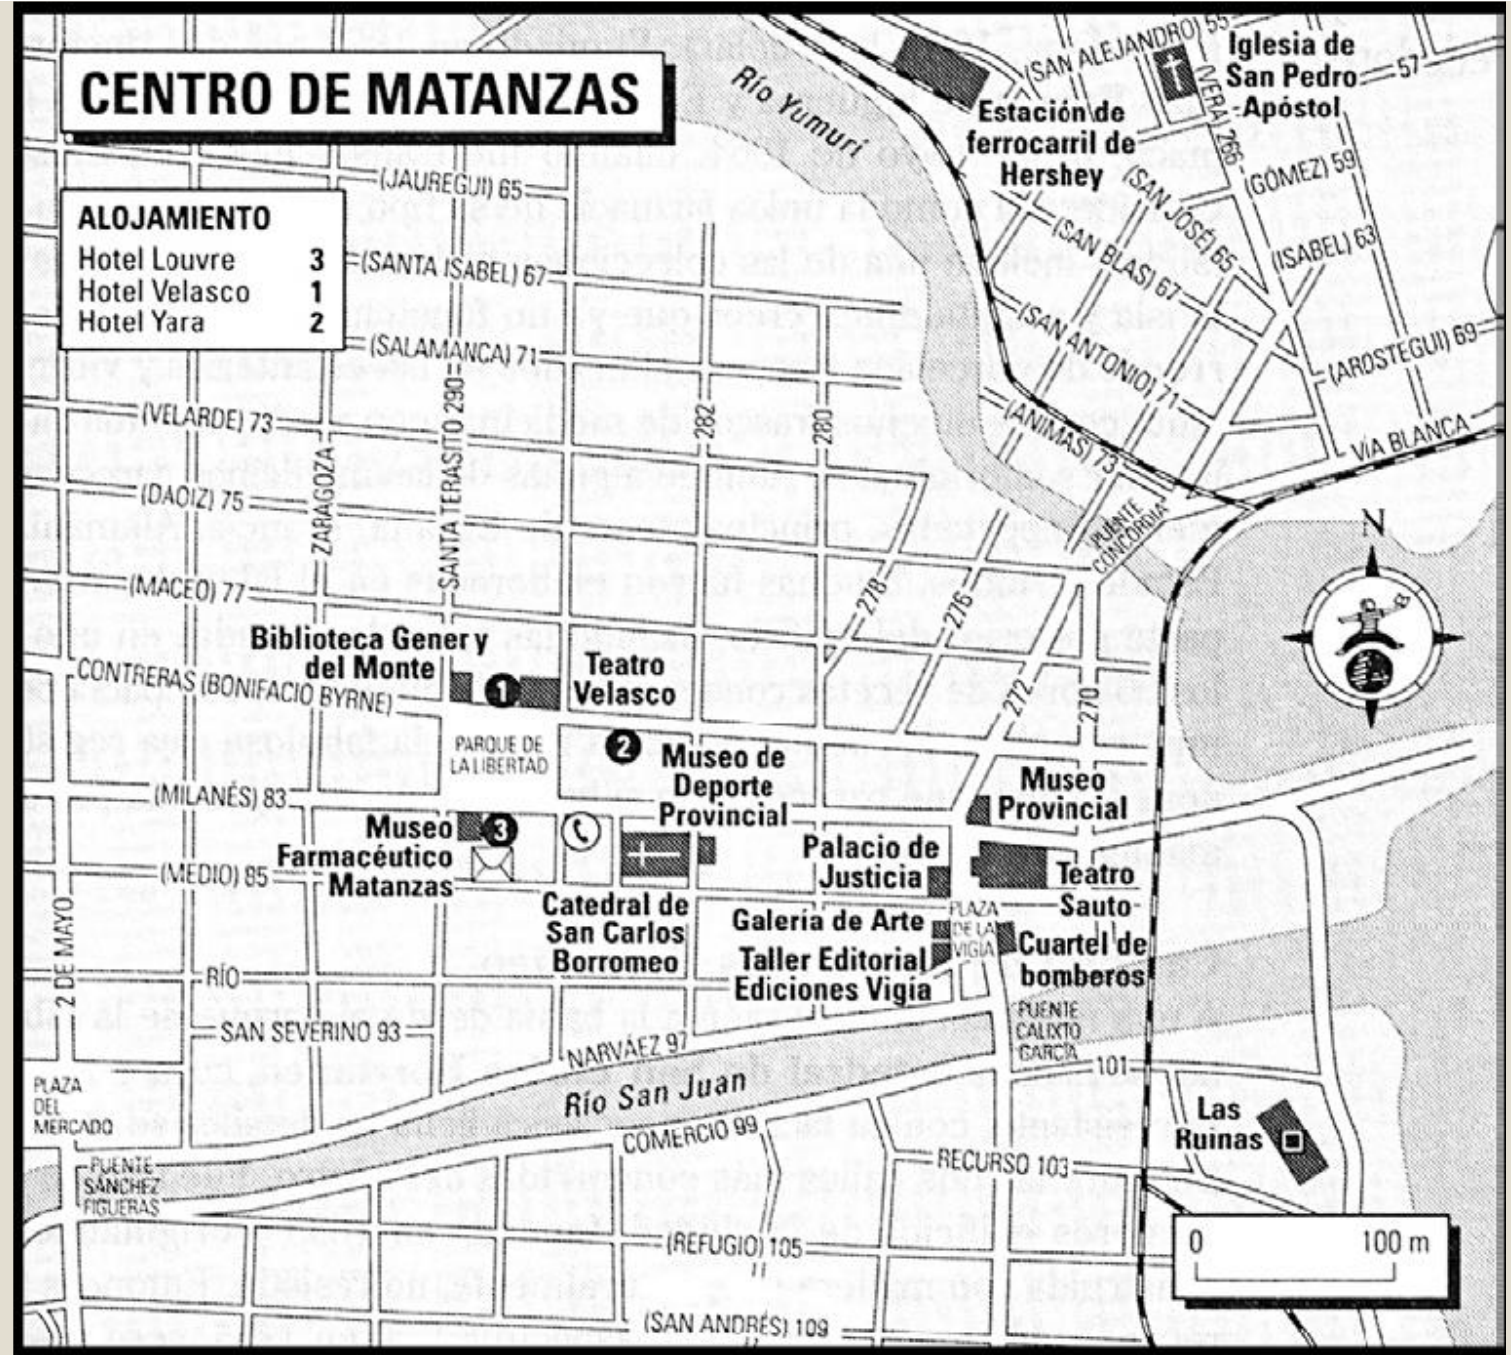 CENTRO DE MATANZAS
ALOJAMIENTO
Hotel Louvre 3
Hotel Velasco 1
Hotel Yara 2
Río Yumurí
Estación de
ferrocarril de
Hershey
(SAN ALEJANDRO) 55
Iglesia de
San Pedro
Apóstol
57
(VERA) 266
(GÓMEZ) 59
(SAN JOSÉ) 65
(ISABEL) 63
(SAN BLAS) 67
(SAN ANTONIO) 71
(AROSTEGUI) 69
(ANIMAS) 73
VÍA BLANCA
PUENTE
CONCORDIA
N
(JAUREGUI) 65
(SANTA ISABEL) 67
(SALAMANCA) 71
(VELARDE) 73
(DAOIZ) 75
(MACEO) 77
ZARAGOZA
SANTA TERASITO 290
282
280
278
276
272
270
CONTRERAS (BONIFACIO BYRNE)
Biblioteca Gener y
del Monte
1
Teatro
Velasco
PARQUE DE
LA LIBERTAD
2
Museo de
Deporte
Provincial
(MILANÉS) 83
Museo
Farmacéutico
Matanzas
3
(MEDIO) 85
Catedral de
San Carlos
Borromeo
Museo
Provincial
Palacio de
Justicia
Teatro
Sauto
Galería de Arte
PLAZA
DE LA
VIGÍA
Taller Editorial
Ediciones Vigía
Cuartel de
bomberos
2 DE MAYO
RÍO
SAN SEVERINO 93
NARVÁEZ 97
Río San Juan
PUENTE
CALIXTO
GARCÍA
101
PLAZA
DEL
MERCADO
PUENTE
SÁNCHEZ
FIGUERAS
COMERCIO 99
RECURSO 103
Las
Ruinas
(REFUGIO) 105
(SAN ANDRÉS) 109
0 100 m